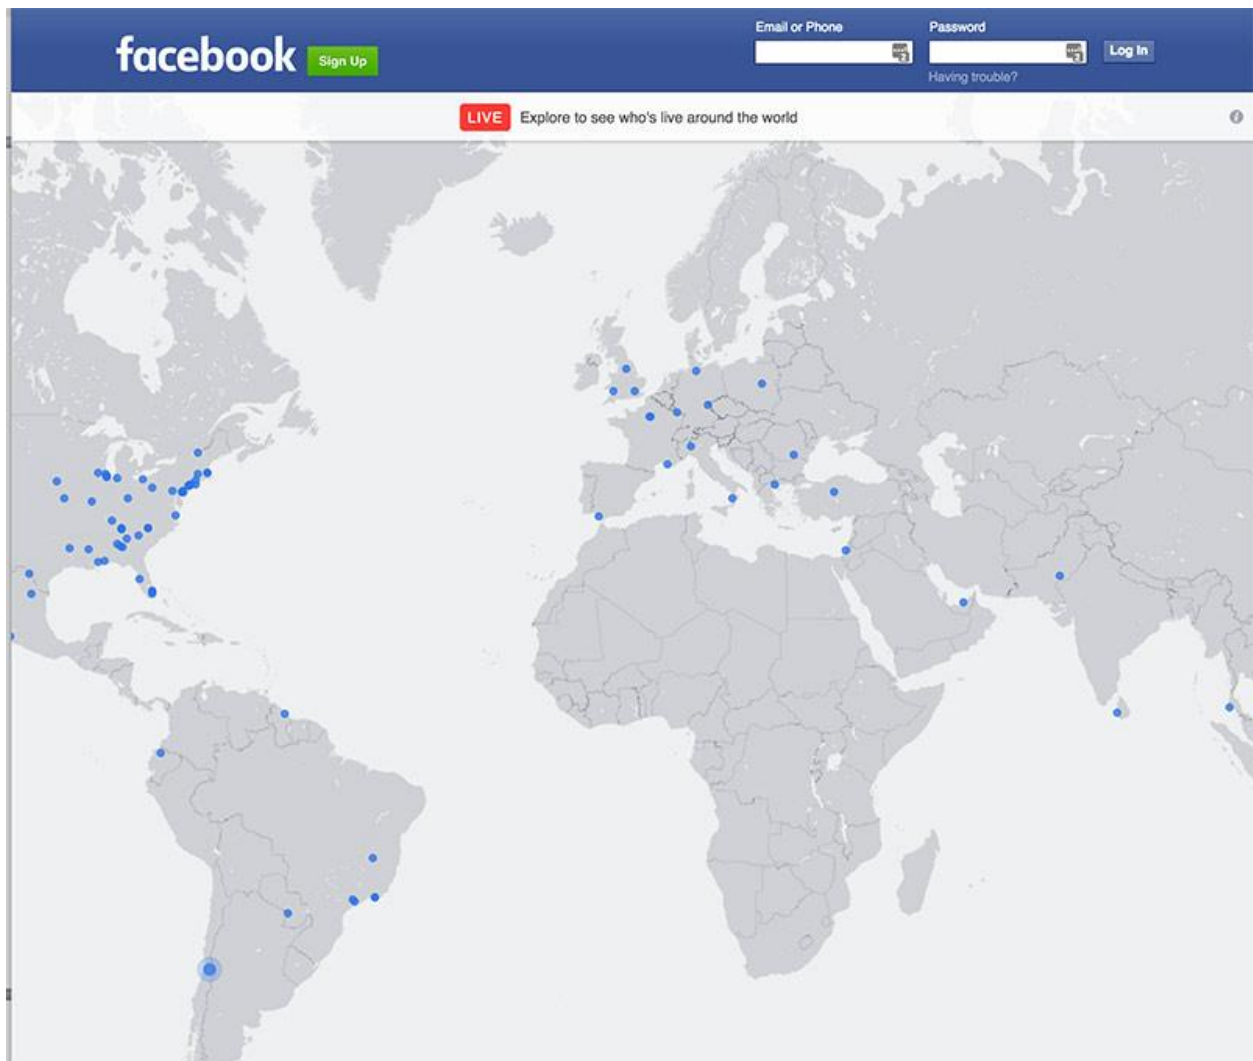 facebook
Sign Up
Email or Phone
Password
Log In
Having trouble?
LIVE Explore to see who's live around the world